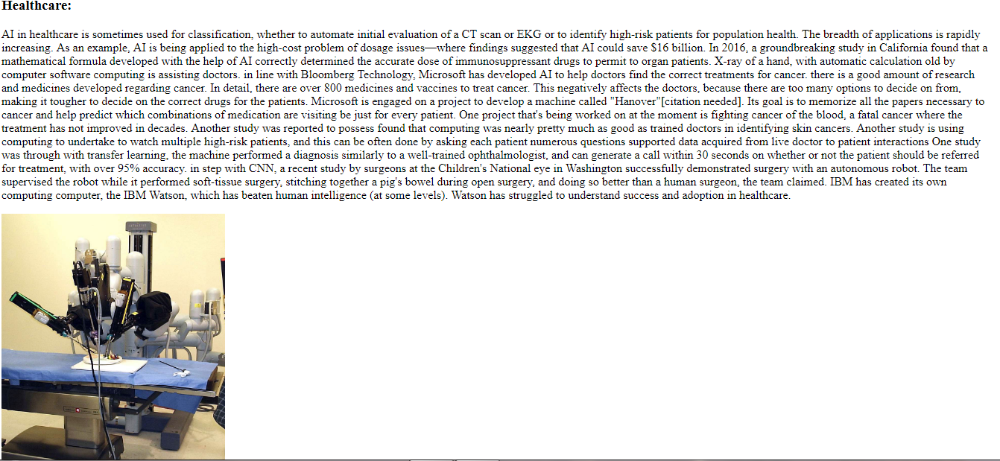 Healthcare:
AI in healthcare is sometimes used for classification, whether to automate initial evaluation of a CT scan or EKG or to identify high-risk patients for population health. The breadth of applications is rapidly
increasing. As an example, AI is being applied to the high-cost problem of dosage issues—where findings suggested that AI could save $16 billion. In 2016, a groundbreaking study in California found that a
mathematical formula developed with the help of AI correctly determined the accurate dose of immunosuppressant drugs to permit to organ patients. X-ray of a hand, with automatic calculation old by
computer software computing is assisting doctors. in line with Bloomberg Technology, Microsoft has developed AI to help doctors find the correct treatments for cancer. there is a good amount of research
and medicines developed regarding cancer. In detail, there are over 800 medicines and vaccines to treat cancer. This negatively affects the doctors, because there are too many options to decide on from,
making it tougher to decide on the correct drugs for the patients. Microsoft is engaged on a project to develop a machine called "Hanover"[citation needed]. Its goal is to memorize all the papers necessary to
cancer and help predict which combinations of medication are visiting be just for every patient. One project that's being worked on at the moment is fighting cancer of the blood, a fatal cancer where the
treatment has not improved in decades. Another study was reported to possess found that computing was nearly pretty much as good as trained doctors in identifying skin cancers. Another study is using
computing to undertake to watch multiple high-risk patients, and this can be often done by asking each patient numerous questions supported data acquired from live doctor to patient interactions One study
was through with transfer learning, the machine performed a diagnosis similarly to a well-trained ophthalmologist, and can generate a call within 30 seconds on whether or not the patient should be referred
for treatment, with over 95% accuracy. in step with CNN, a recent study by surgeons at the Children's National eye in Washington successfully demonstrated surgery with an autonomous robot. The team
supervised the robot while it performed soft-tissue surgery, stitching together a pig's bowel during open surgery, and doing so better than a human surgeon, the team claimed. IBM has created its own
computing computer, the IBM Watson, which has beaten human intelligence (at some levels). Watson has struggled to understand success and adoption in healthcare.